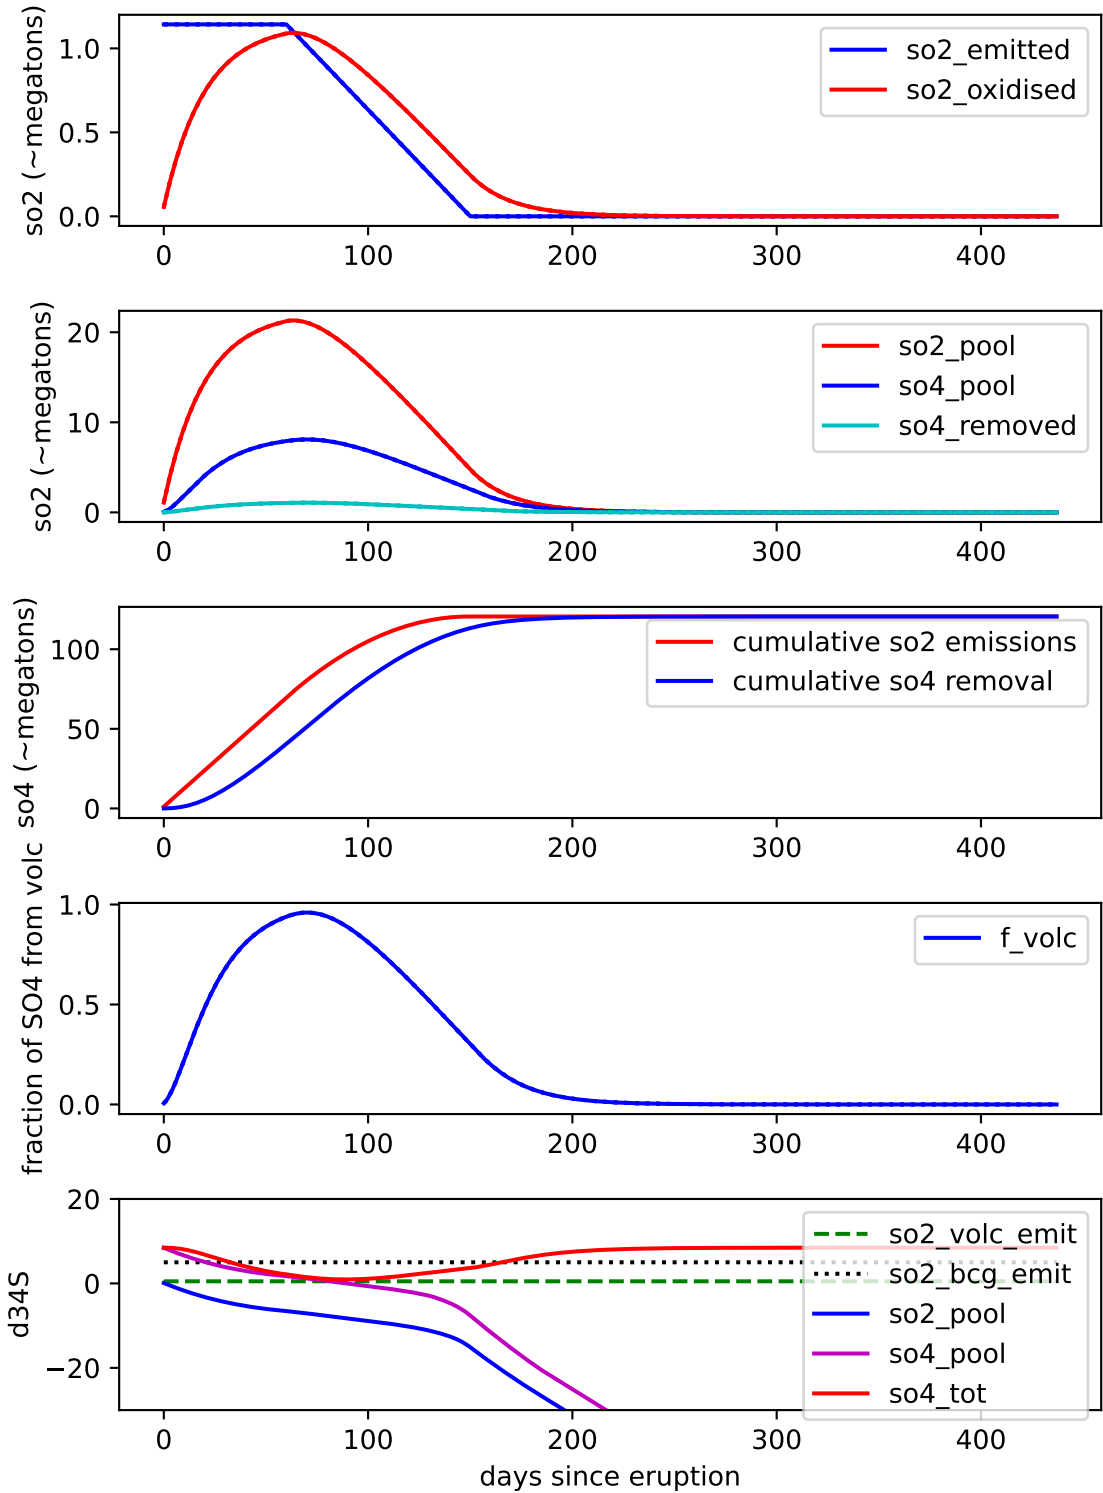 so2 (~megatons)
1.0
0.5
0.0
so2_emitted
so2_oxidised
0 100 200 300 400
so2 (~megatons)
20
10
0
so2_pool
so4_pool
so4_removed
0 100 200 300 400
so4 (~megatons)
100
50
0
cumulative so2 emissions
cumulative so4 removal
0 100 200 300 400
fraction of SO4 from volc
1.0
0.5
0.0
f_volc
0 100 200 300 400
d34S
20
0
−20
so2_volc_emit
so2_bcg_emit
so2_pool
so4_pool
so4_tot
0 100 200 300 400
days since eruption